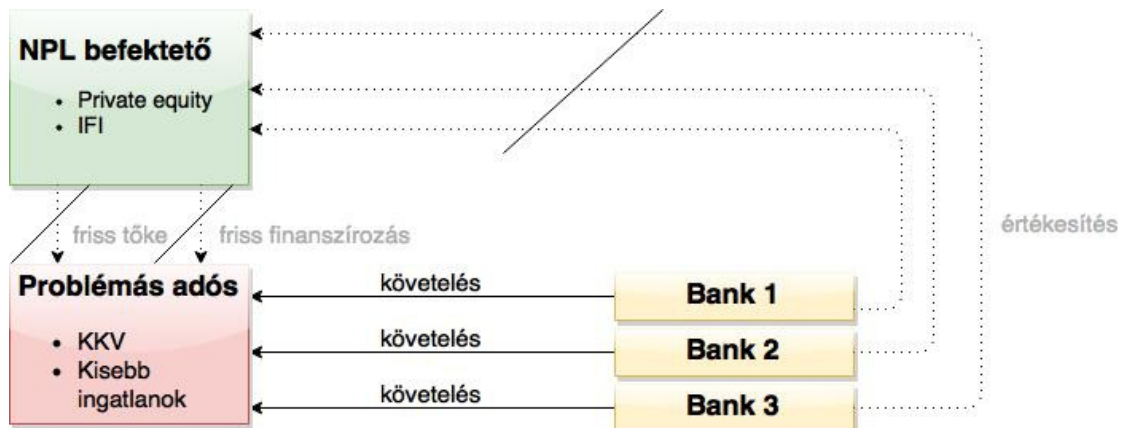 NPL befektető
• Private equity
• IFI
friss tőke
friss finanszírozás
értékesítés
Problémás adós
• KKV
• Kisebb
ingatlanok
követelés
Bank 1
követelés
Bank 2
követelés
Bank 3